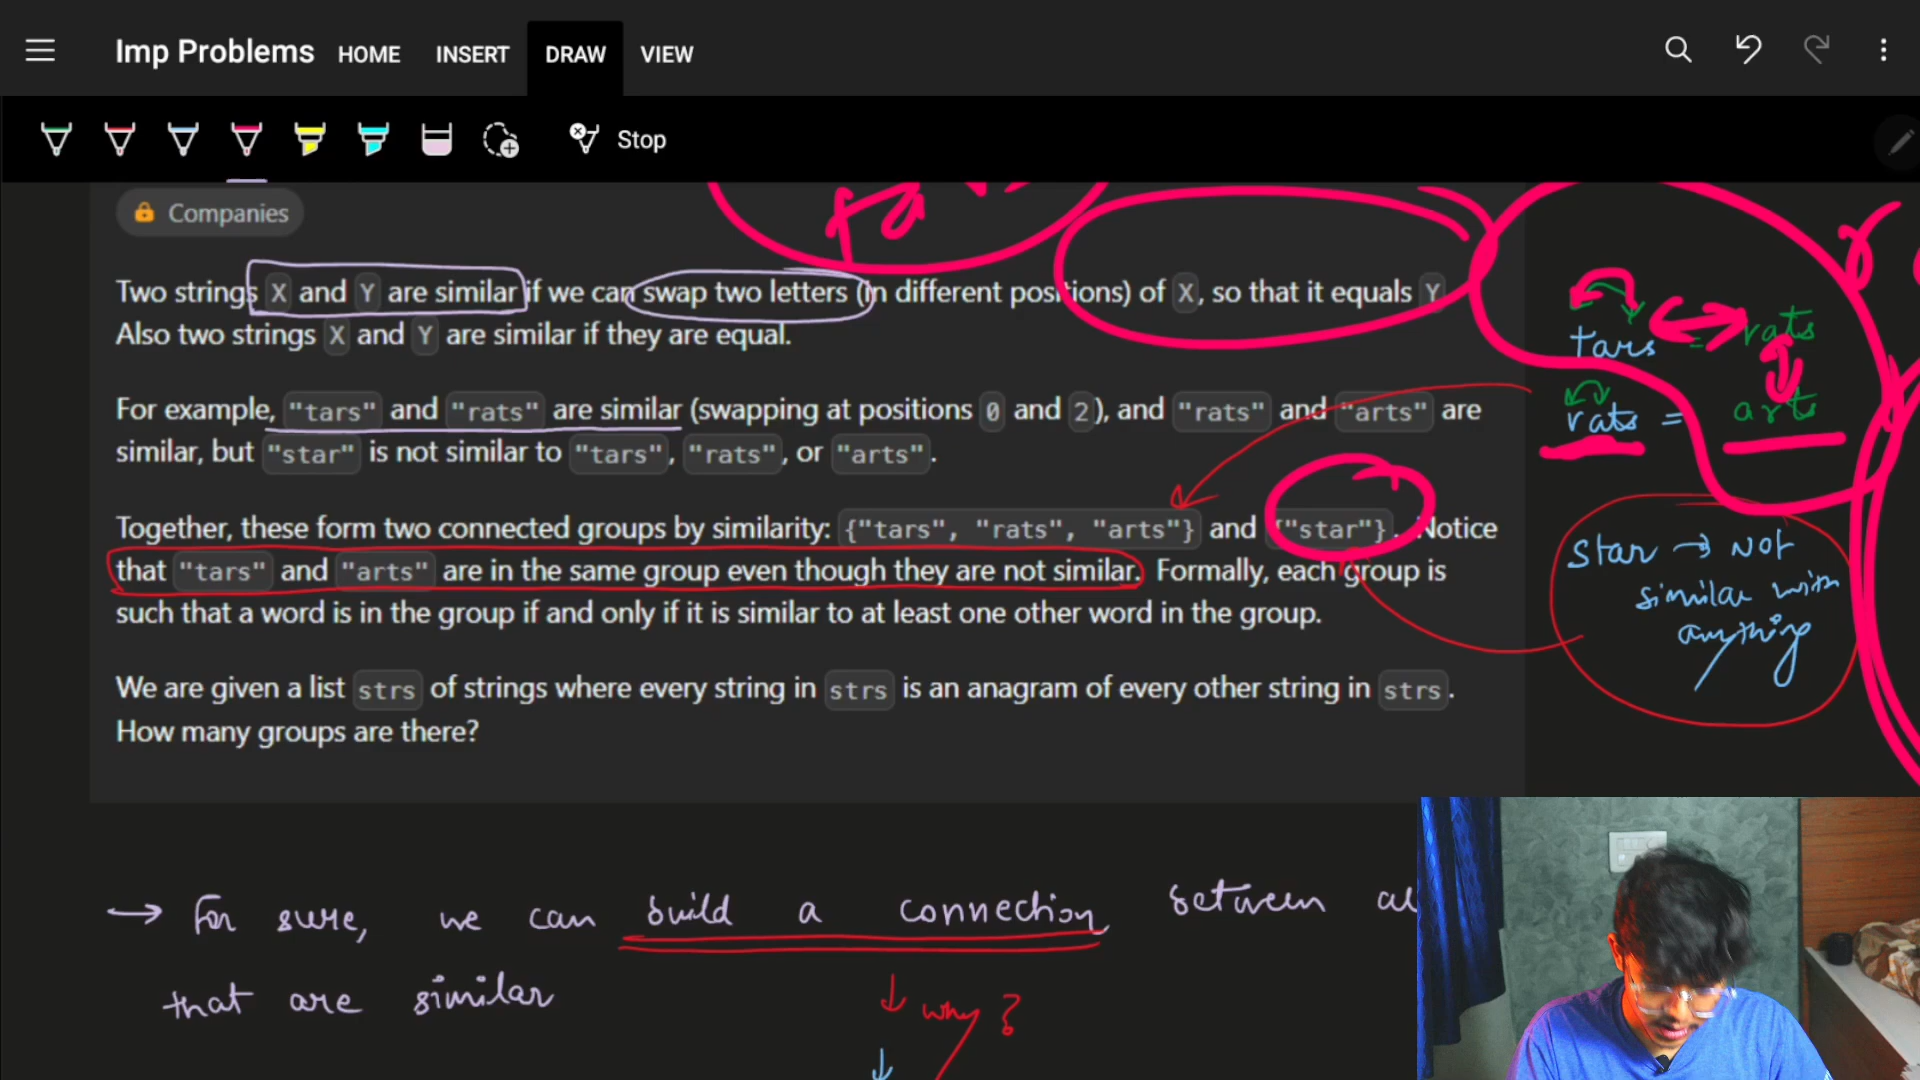 Imp Problems HOME INSERT DRAW VIEW
Stop
Companies
Two strings X and Y are similar if we can swap two letters (in different positions) of X, so that it equals Y
Also two strings X and Y are similar if they are equal.
For example, "tars" and "rats" are similar (swapping at positions 0 and 2), and "rats" and "arts" are
similar, but "star" is not similar to "tars", "rats", or "arts".
Together, these form two connected groups by similarity: {"tars", "rats", "arts"} and {"star"}. Notice
that "tars" and "arts" are in the same group even though they are not similar. Formally, each group is
such that a word is in the group if and only if it is similar to at least one other word in the group.
We are given a list strs of strings where every string in strs is an anagram of every other string in strs.
How many groups are there?
tars = rats
rats = arts
Star → Not
similar with
anything
→ For sure, we can build a connection between
that are similar
↓ why?